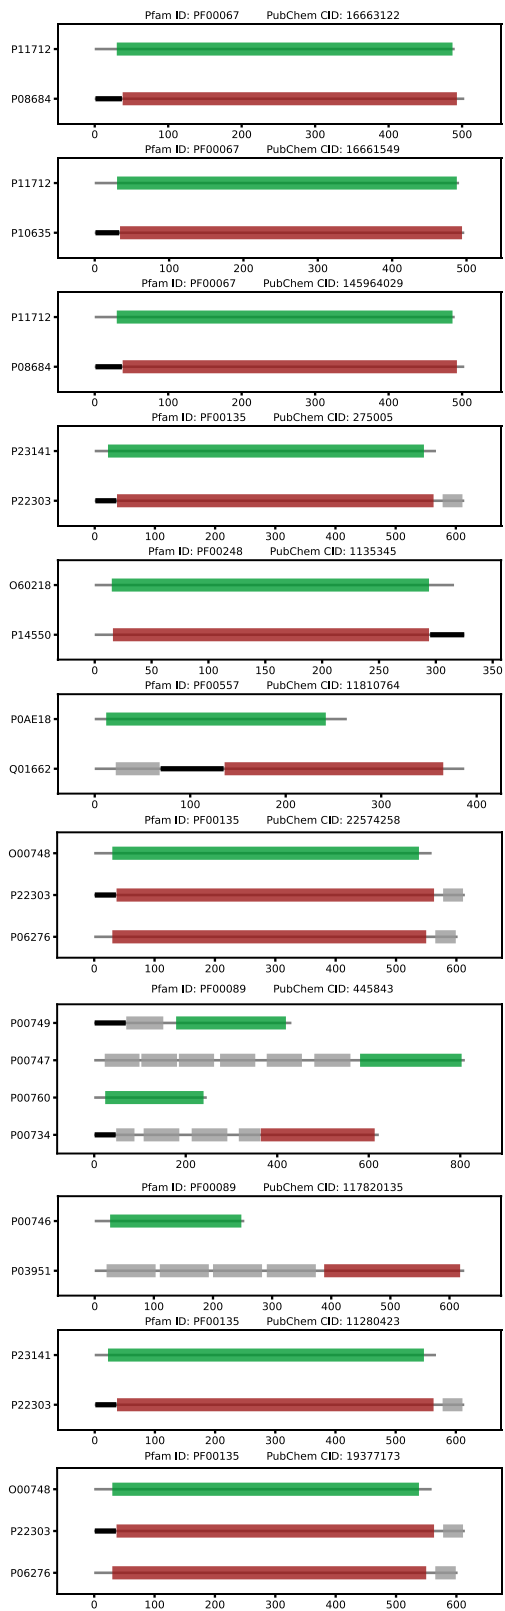 Pfam ID: PF00067 PubChem CID: 16663122
P11712
P08684
0 100 200 300 400 500
Pfam ID: PF00067 PubChem CID: 16661549
P11712
P10635
0 100 200 300 400 500
Pfam ID: PF00067 PubChem CID: 145964029
P11712
P08684
0 100 200 300 400 500
Pfam ID: PF00135 PubChem CID: 275005
P23141
P22303
0 100 200 300 400 500 600
Pfam ID: PF00248 PubChem CID: 1135345
O60218
P14550
0 50 100 150 200 250 300 350
Pfam ID: PF00557 PubChem CID: 11810764
P0AE18
Q01662
0 100 200 300 400
Pfam ID: PF00135 PubChem CID: 22574258
O00748
P22303
P06276
0 100 200 300 400 500 600
Pfam ID: PF00089 PubChem CID: 445843
P00749
P00747
P00760
P00734
0 200 400 600 800
Pfam ID: PF00089 PubChem CID: 117820135
P00746
P03951
0 100 200 300 400 500 600
Pfam ID: PF00135 PubChem CID: 11280423
P23141
P22303
0 100 200 300 400 500 600
Pfam ID: PF00135 PubChem CID: 19377173
O00748
P22303
P06276
0 100 200 300 400 500 600